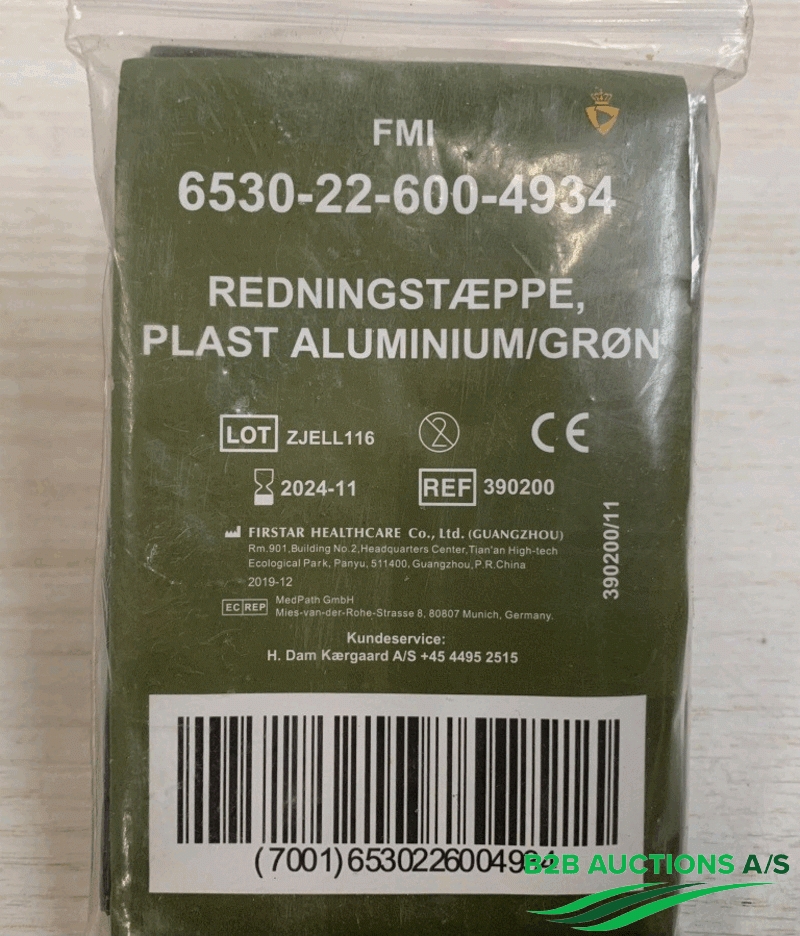 FMI
6530-22-600-4934
REDNINGSTÆPPE,
PLAST ALUMINIUM/GRØN
LOT ZJELL116
2
CE
2024-11
REF 390200
390200/11
FIRSTAR HEALTHCARE Co., Ltd. (GUANGZHOU)
Rm.901,Building No.2,Headquarters Center,Tian'an High-tech
Ecological Park, Panyu, 511400, Guangzhou,P.R.China
2019-12
EC REP
MedPath GmbH
Mies-van-der-Rohe-Strasse 8, 80807 Munich, Germany.
Kundeservice:
H. Dam Kærgaard A/S +45 4495 2515
(7001)6530226004934
B2B AUCTIONS A/S